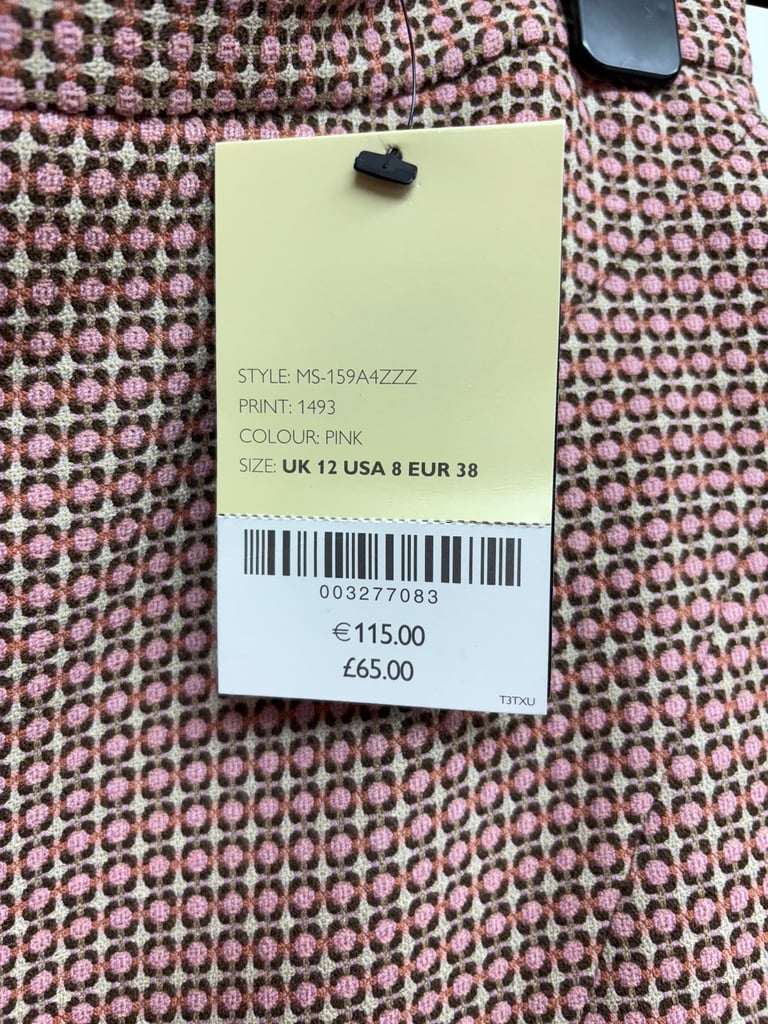 STYLE: MS-159A4ZZZ
PRINT: 1493
COLOUR: PINK
SIZE: UK 12 USA 8 EUR 38
003277083
€115.00
£65.00
T3TXU